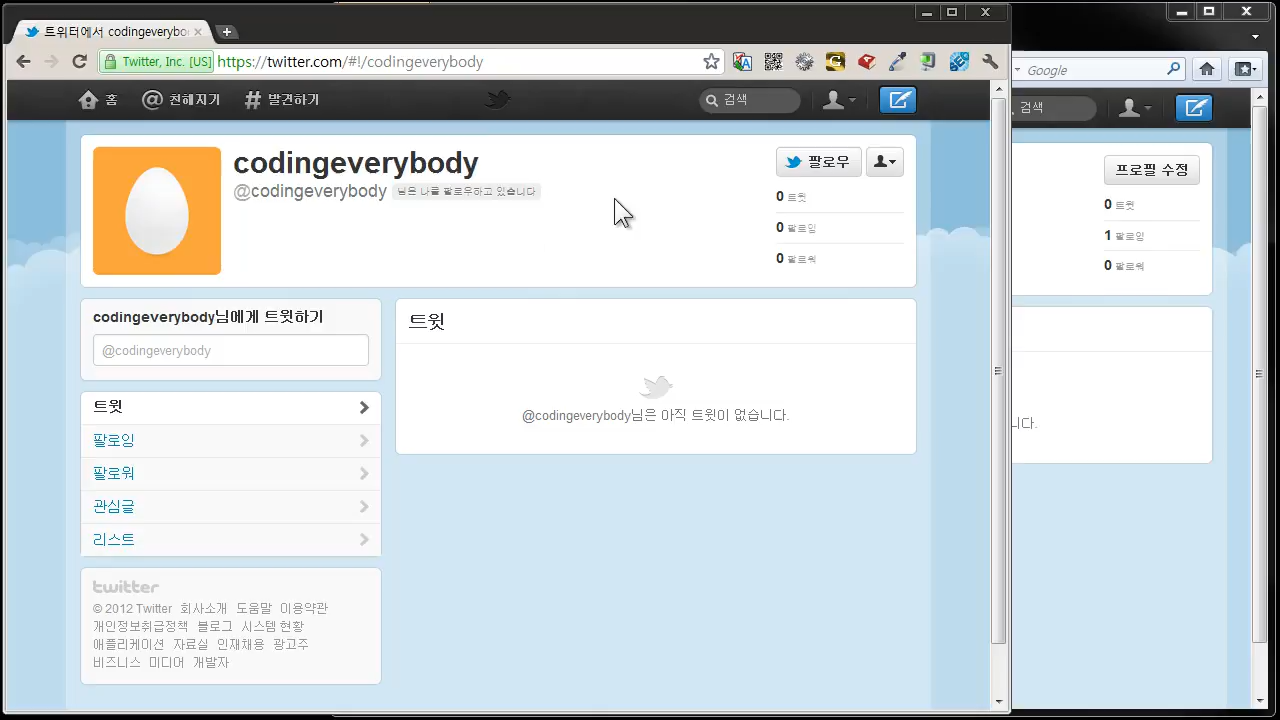 트위터에서 codingeverybo
Twitter, Inc. [US] https://twitter.com/#!/codingeverybody
Google
홈 @ 친해지기 # 발견하기 검색
검색
codingeverybody
@codingeverybody 님은 나를 팔로우하고 있습니다
팔로우
0 트윗
0 팔로잉
0 팔로워
프로필 수정
0 트윗
1 팔로잉
0 팔로워
codingeverybody님에게 트윗하기
@codingeverybody
트윗
팔로잉
팔로워
관심글
리스트
트윗
@codingeverybody님은 아직 트윗이 없습니다.
니다.
twitter
© 2012 Twitter 회사소개 도움말 이용약관
개인정보취급정책 블로그 시스템 현황
애플리케이션 자료실 인재채용 광고주
비즈니스 미디어 개발자